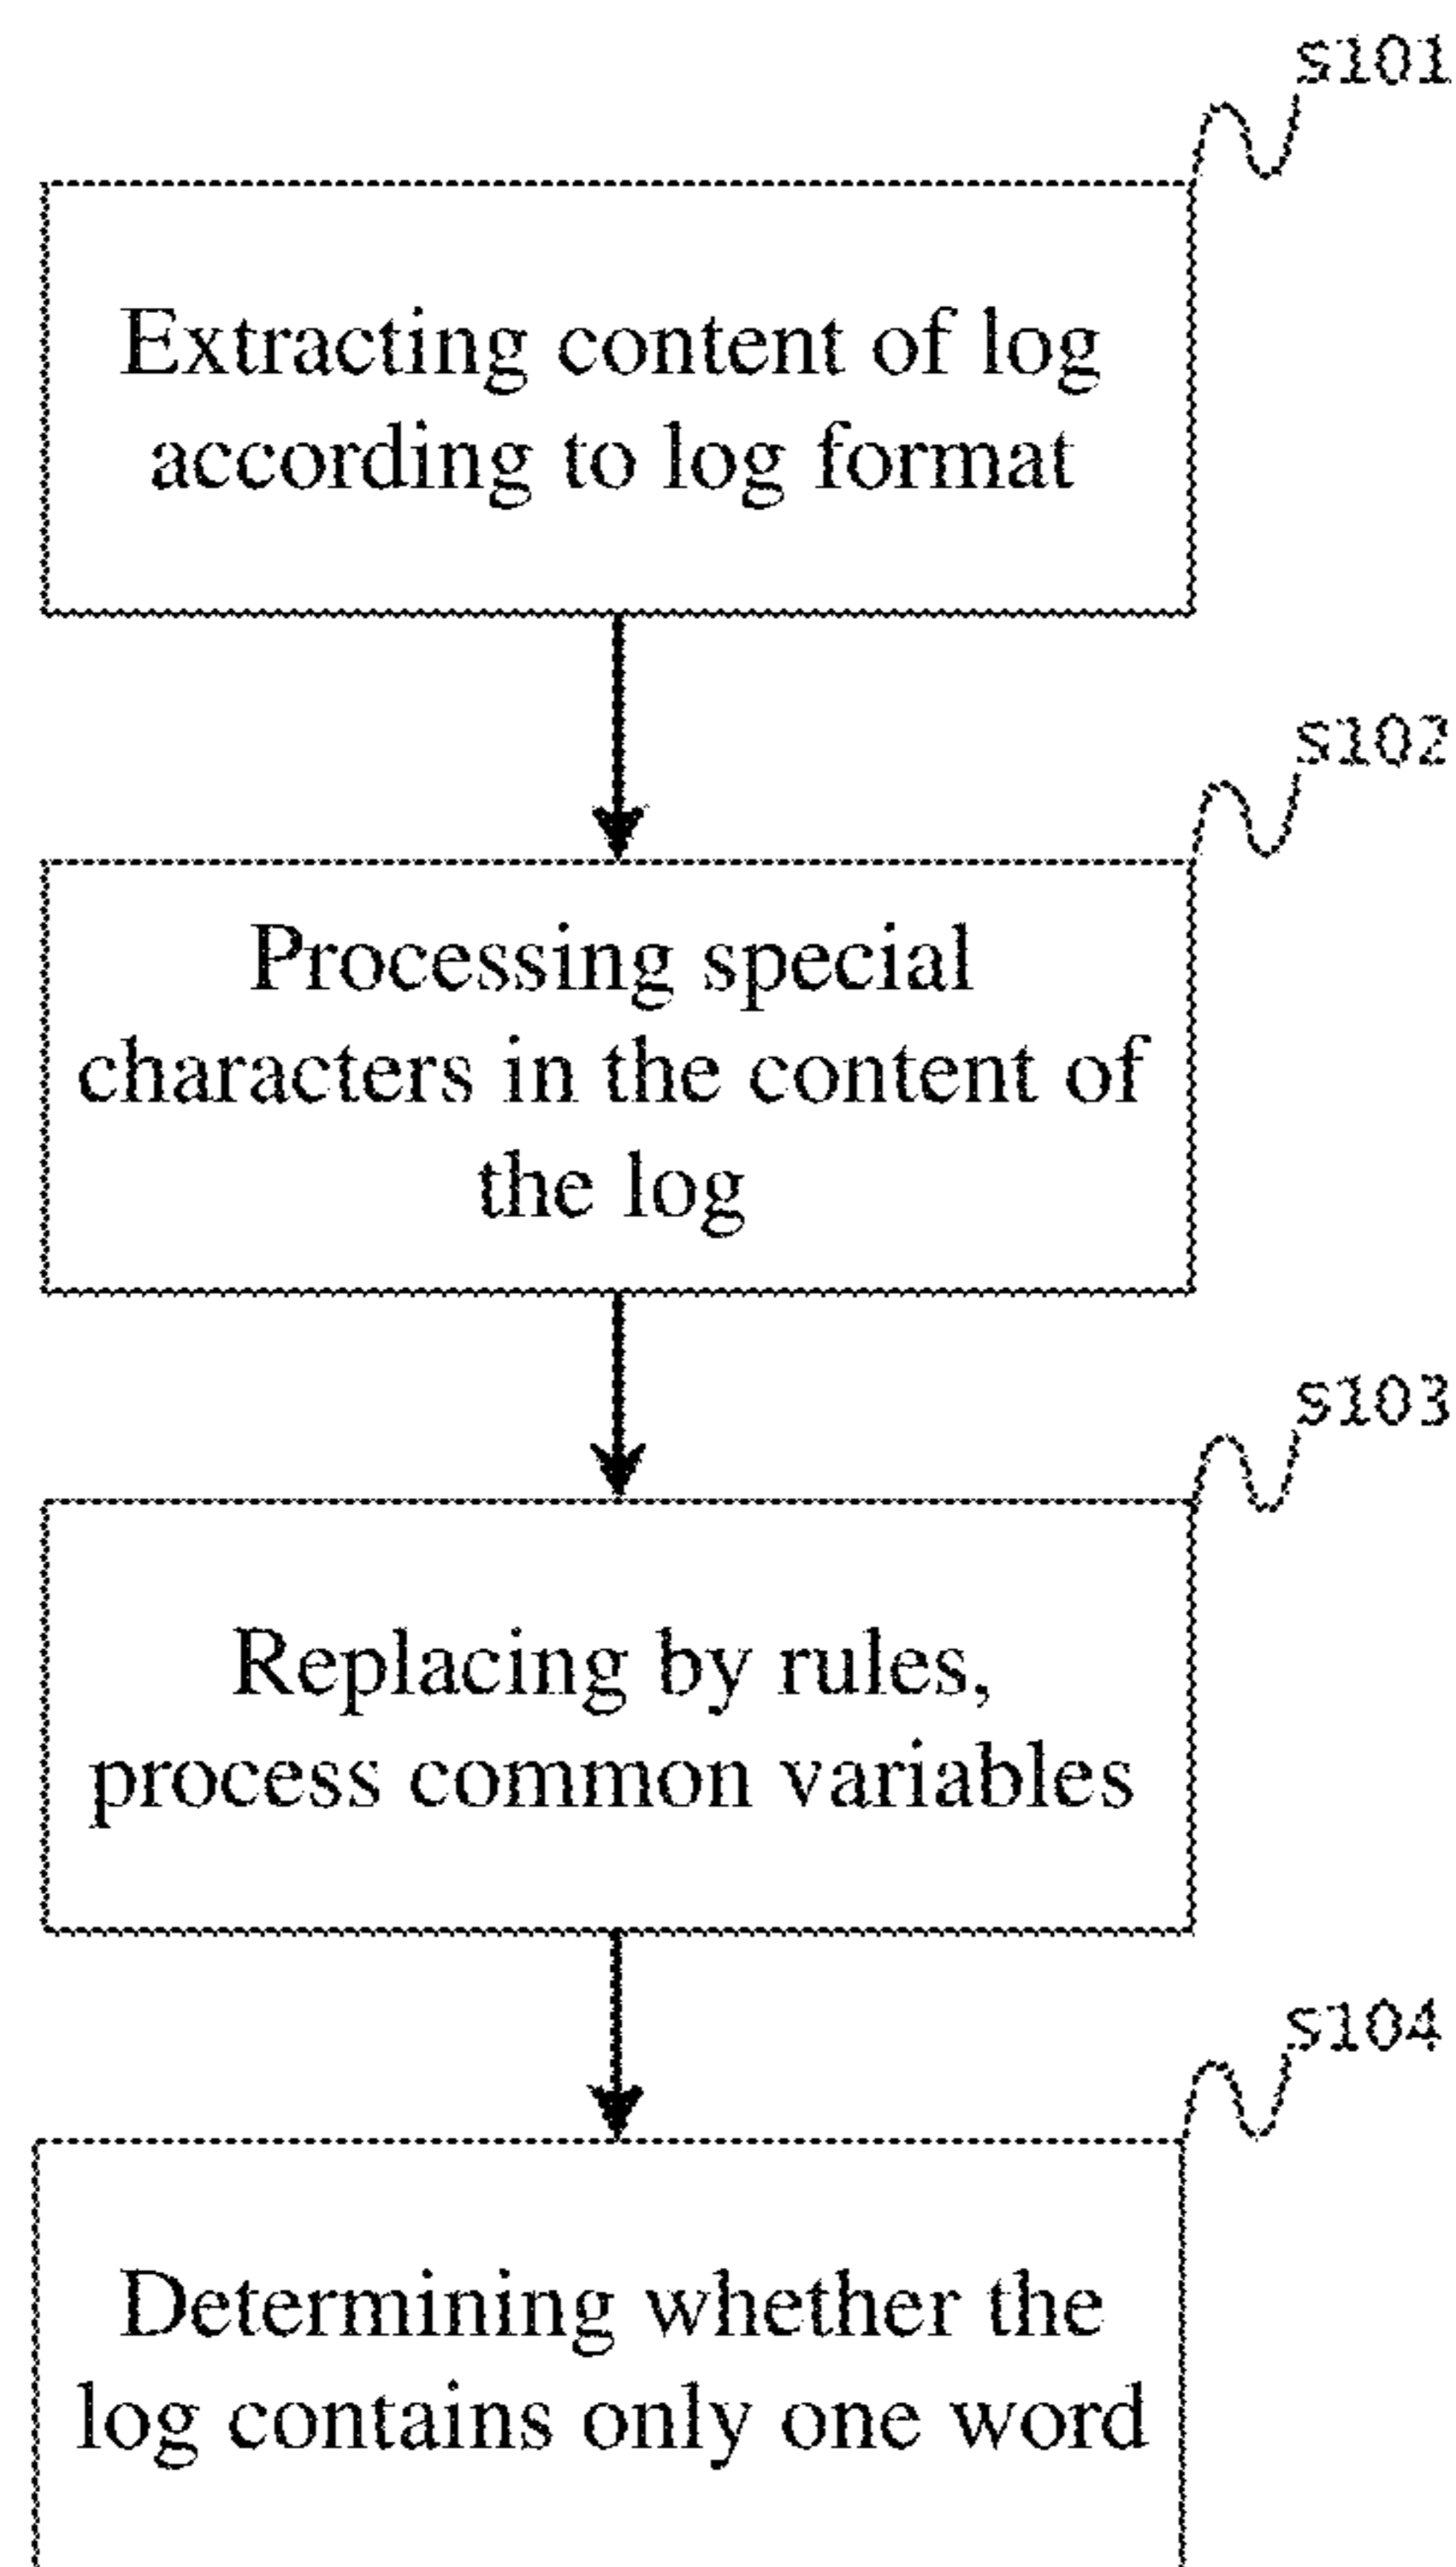 S101
Extracting content of log
according to log format
S102
Processing special
characters in the content of
the log
S103
Replacing by rules,
process common variables
S104
Determining whether the
log contains only one word